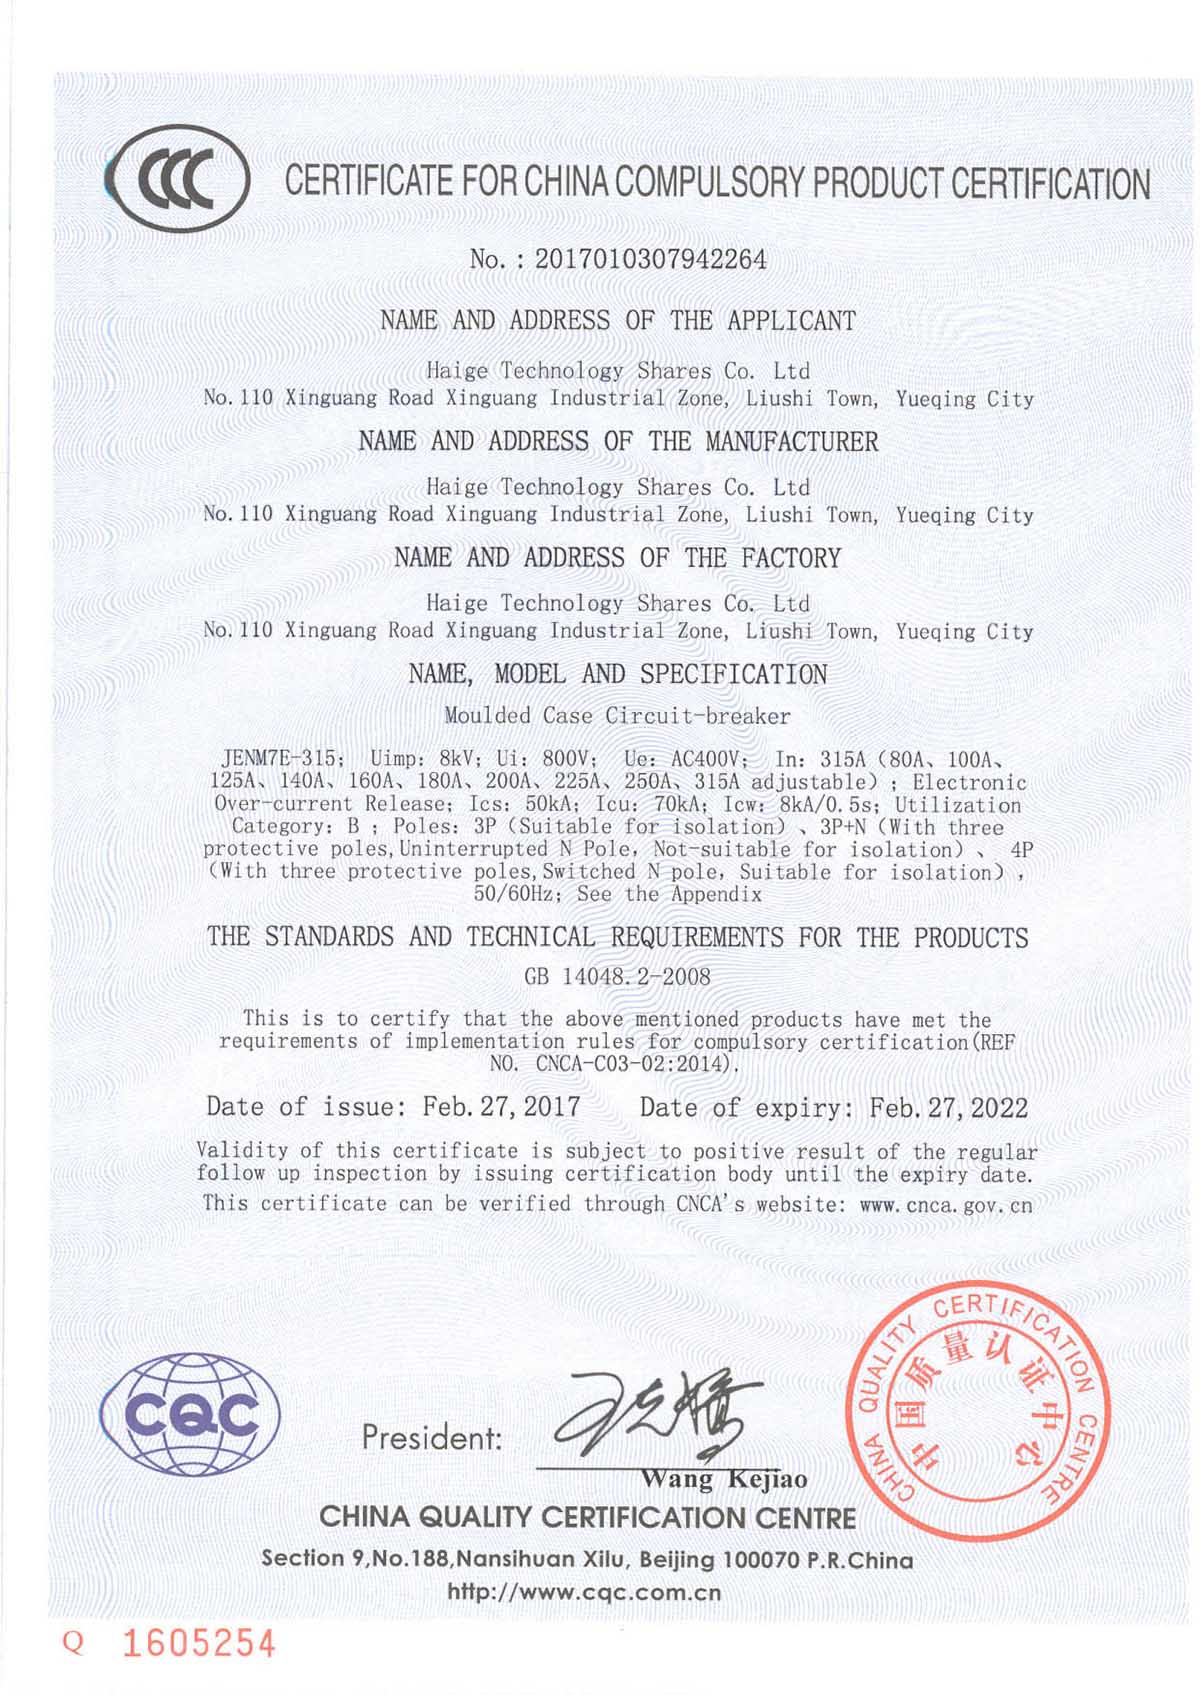 CCC
CERTIFICATE FOR CHINA COMPULSORY PRODUCT CERTIFICATION
No.: 2017010307942264
NAME AND ADDRESS OF THE APPLICANT
Haige Technology Shares Co. Ltd
No.110 Xinguang Road Xinguang Industrial Zone, Liushi Town, Yueqing City
NAME AND ADDRESS OF THE MANUFACTURER
Haige Technology Shares Co. Ltd
No.110 Xinguang Road Xinguang Industrial Zone, Liushi Town, Yueqing City
NAME AND ADDRESS OF THE FACTORY
Haige Technology Shares Co. Ltd
No.110 Xinguang Road Xinguang Industrial Zone, Liushi Town, Yueqing City
NAME, MODEL AND SPECIFICATION
Moulded Case Circuit-breaker
JENM7E-315; Uimp: 8kV; Ui: 800V; Ue: AC400V; In: 315A (80A、100A、
125A、140A、160A、180A、200A、225A、250A、315A adjustable) ; Electronic
Over-current Release; Ics: 50kA; Icu: 70kA; Icw: 8kA/0.5s; Utilization
Category: B ; Poles: 3P (Suitable for isolation) 、3P+N (With three
protective poles,Uninterrupted N Pole, Not-suitable for isolation) 、 4P
(With three protective poles,Switched N pole, Suitable for isolation) ,
50/60Hz; See the Appendix
THE STANDARDS AND TECHNICAL REQUIREMENTS FOR THE PRODUCTS
GB 14048.2-2008
This is to certify that the above mentioned products have met the
requirements of implementation rules for compulsory certification(REF
NO. CNCA-C03-02:2014).
Date of issue: Feb.27,2017 Date of expiry: Feb.27,2022
Validity of this certificate is subject to positive result of the regular
follow up inspection by issuing certification body until the expiry date.
This certificate can be verified through CNCA's website: www.cnca.gov.cn
CHINA QUALITY CERTIFICATION CENTRE
中国质量认证中心
CQC
President:
Wang Kejiao
CHINA QUALITY CERTIFICATION CENTRE
Section 9,No.188,Nansihuan Xilu, Beijing 100070 P.R.China
http://www.cqc.com.cn
Q 1605254